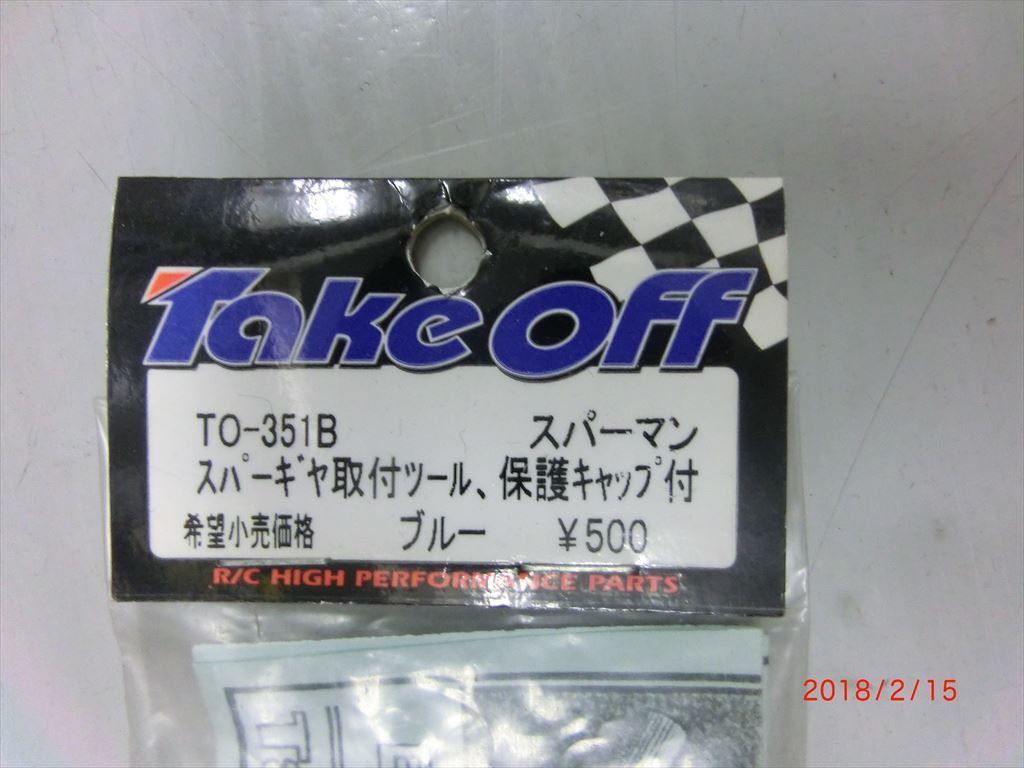 Take Off
TO-351B スパーマン
スパーギヤ取付ツール、保護キャップ付
希望小売価格 ブルー ¥500
R/C HIGH PERFORMANCE PARTS
2018/2/15